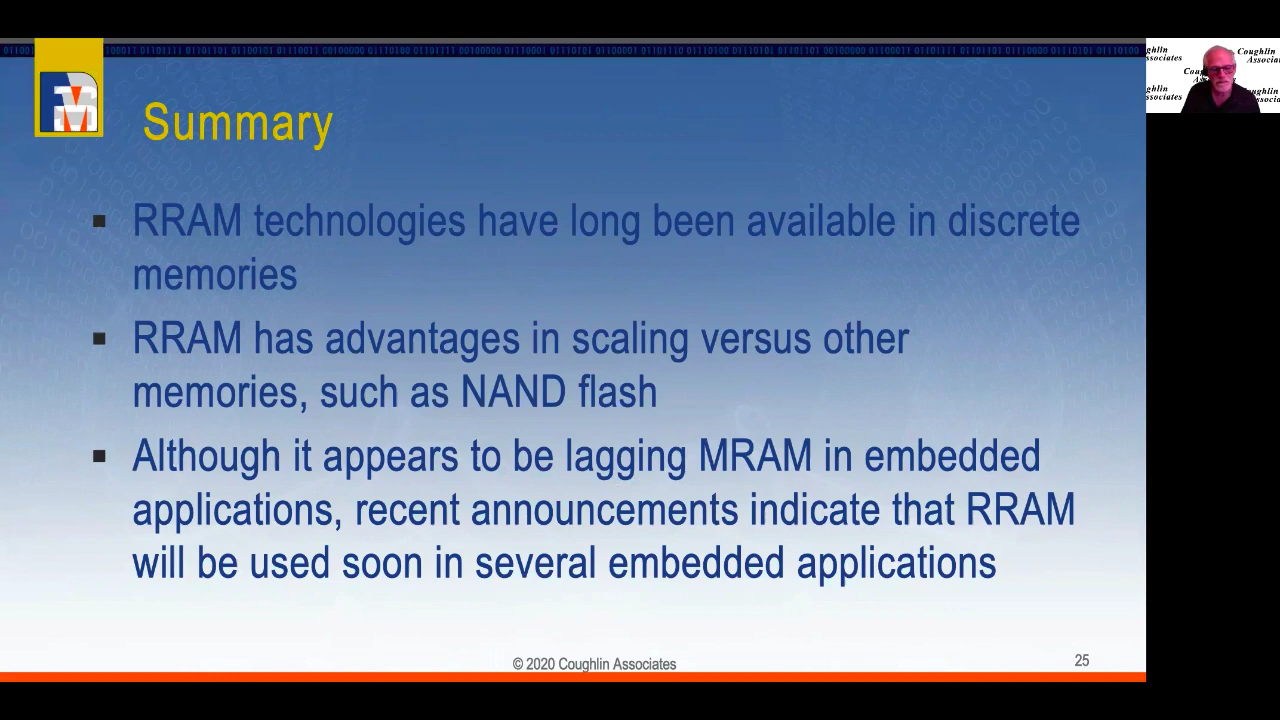 Summary
▪ RRAM technologies have long been available in discrete
memories
▪ RRAM has advantages in scaling versus other
memories, such as NAND flash
▪ Although it appears to be lagging MRAM in embedded
applications, recent announcements indicate that RRAM
will be used soon in several embedded applications
© 2020 Coughlin Associates
25
Coughlin